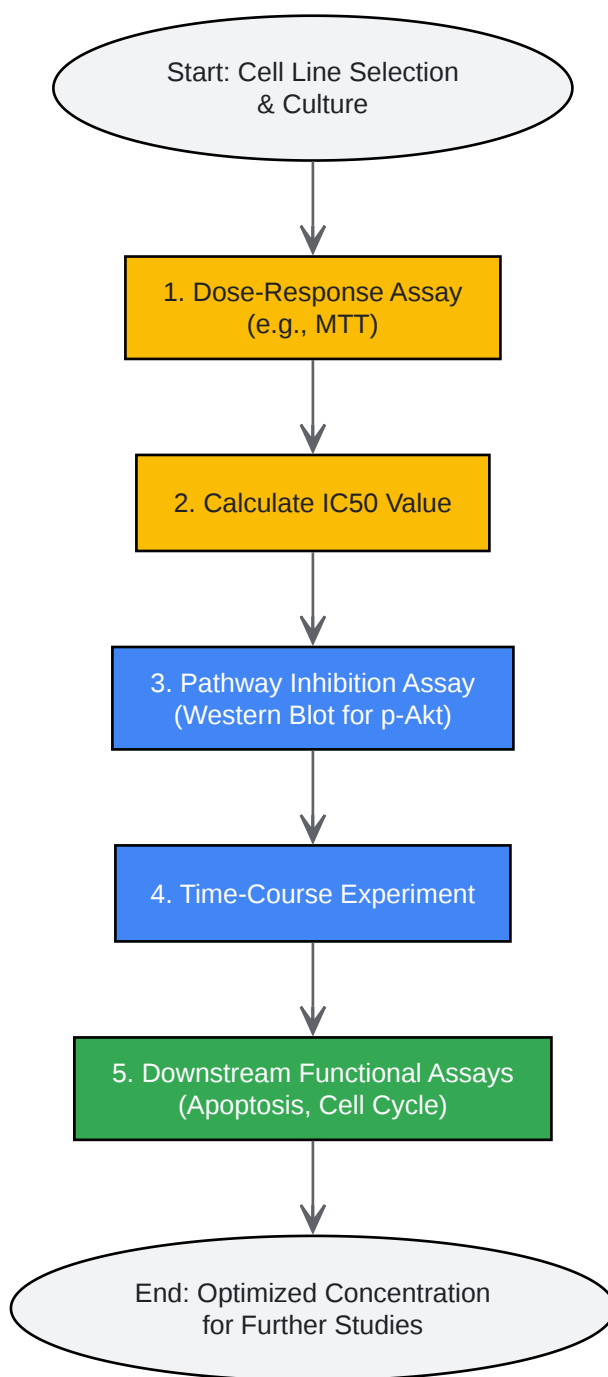 Start: Cell Line Selection
& Culture
1. Dose-Response Assay
(e.g., MTT)
2. Calculate IC50 Value
3. Pathway Inhibition Assay
(Western Blot for p-Akt)
4. Time-Course Experiment
5. Downstream Functional Assays
(Apoptosis, Cell Cycle)
End: Optimized Concentration
for Further Studies